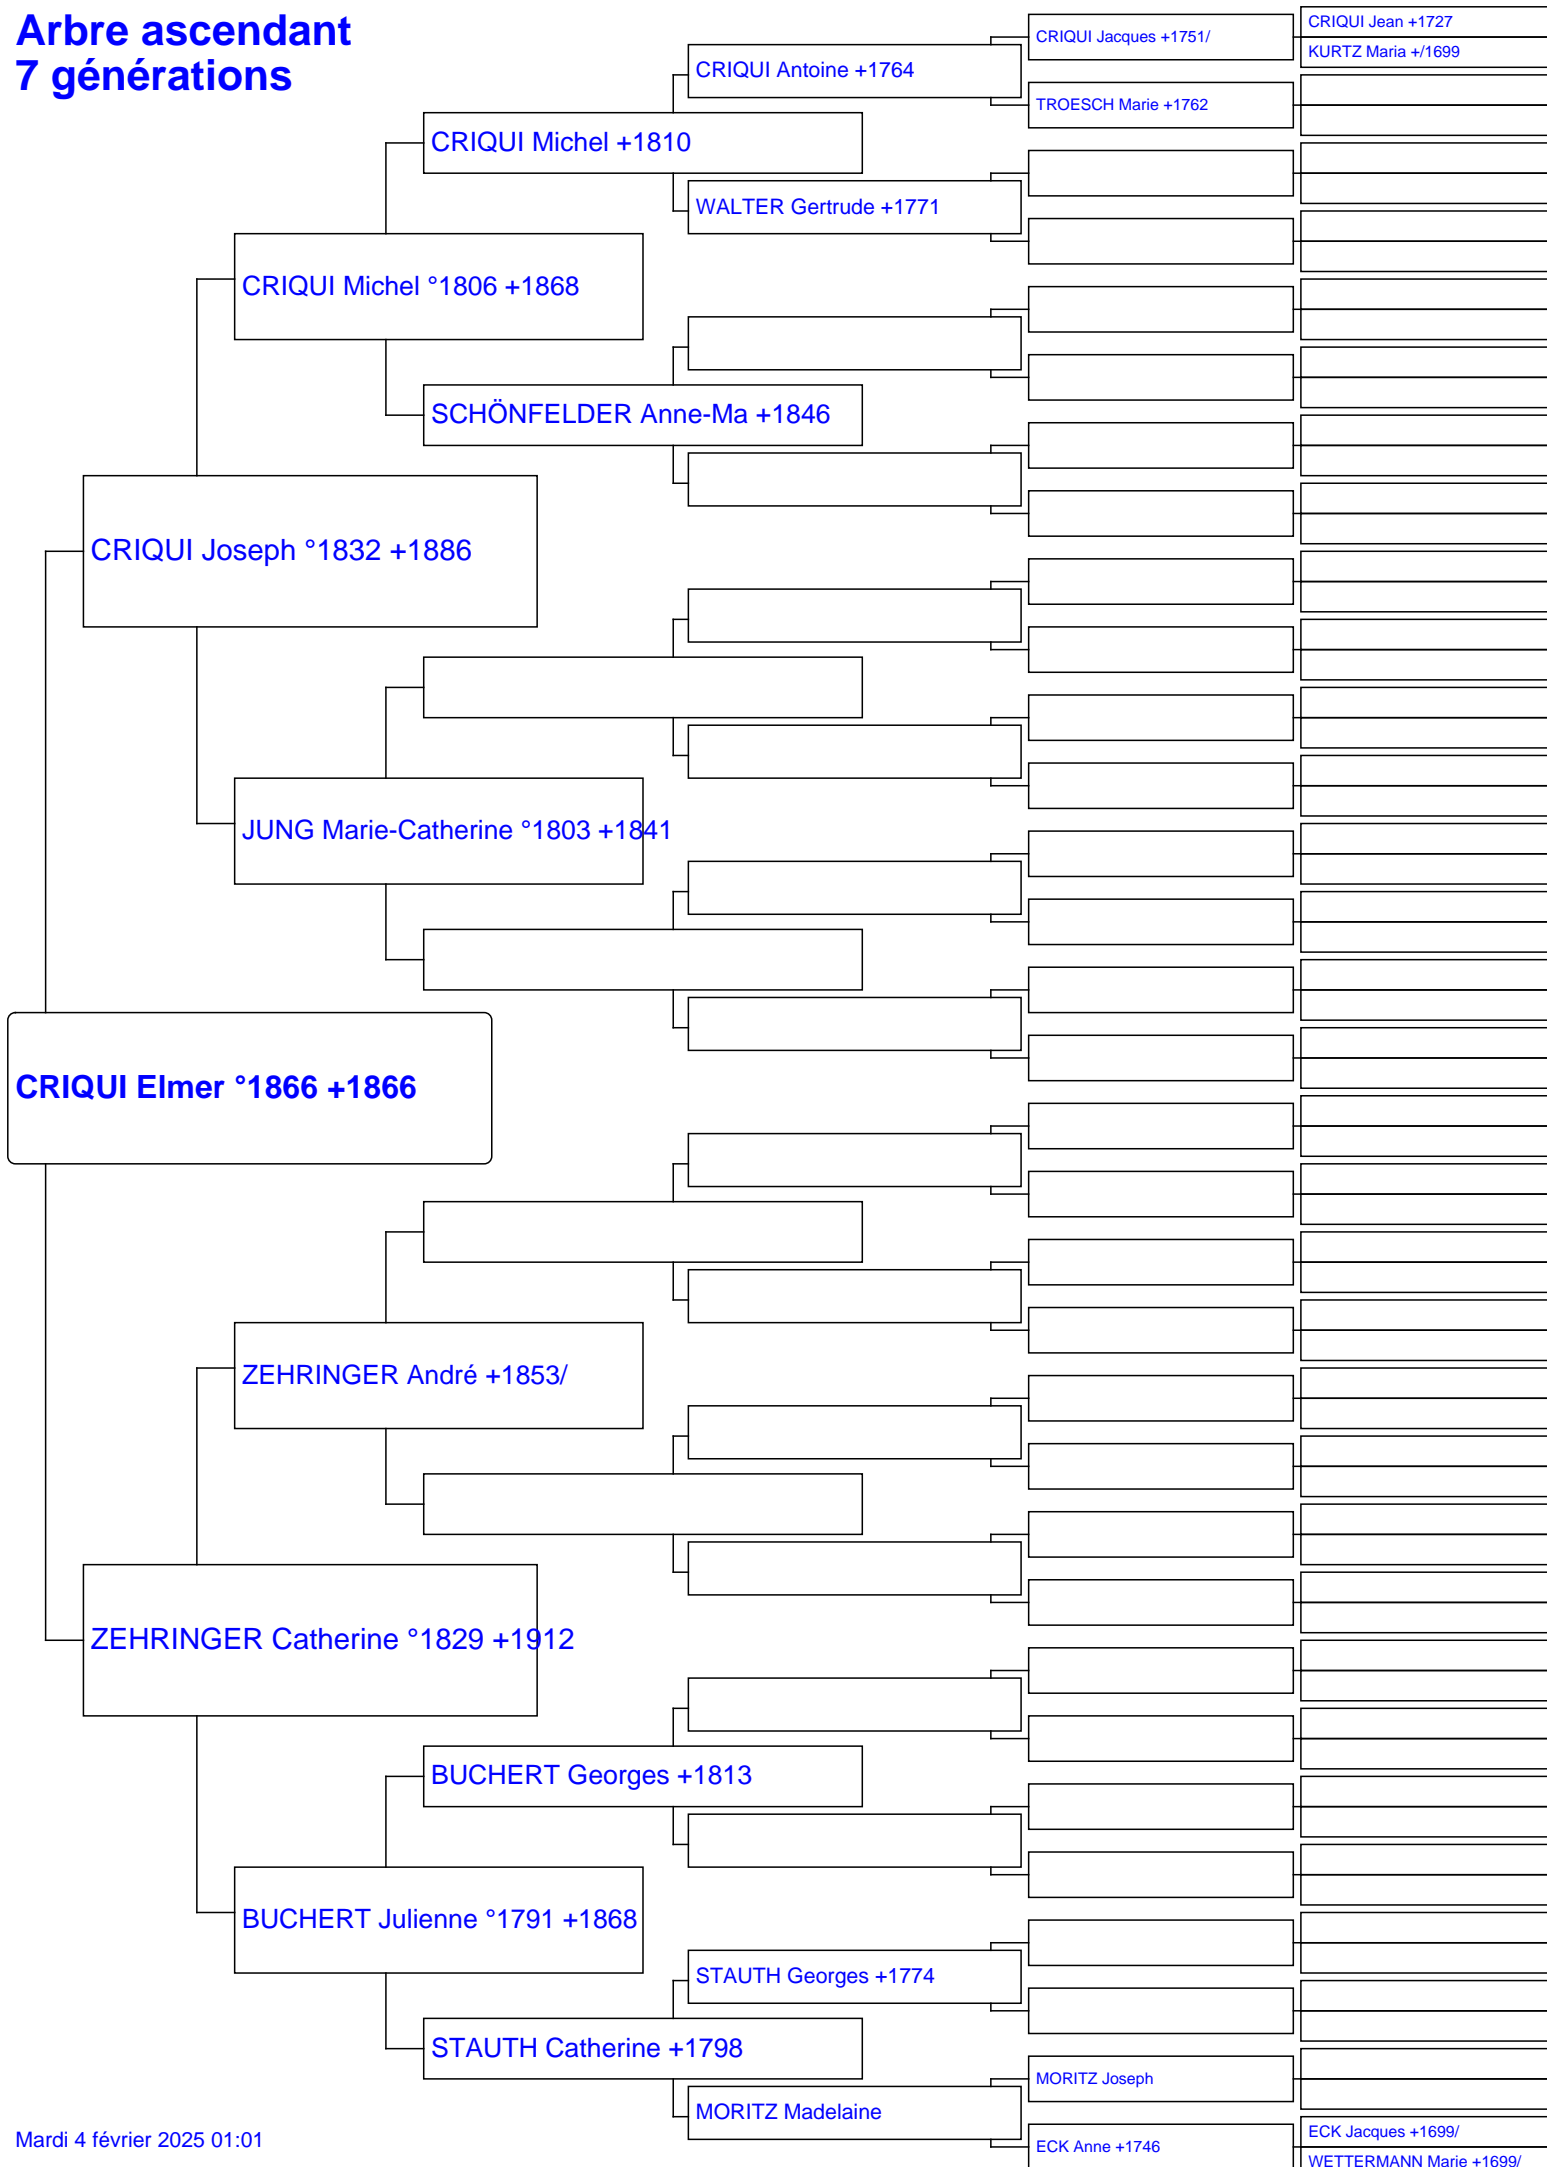 Arbre ascendant
7 générations
CRIQUI Jean +1727
CRIQUI Jacques +1751/
KURTZ Maria +/1699
CRIQUI Antoine +1764
TROESCH Marie +1762
CRIQUI Michel +1810
WALTER Gertrude +1771
CRIQUI Michel °1806 +1868
SCHÖNFELDER Anne-Ma +1846
CRIQUI Joseph °1832 +1886
JUNG Marie-Catherine °1803 +1841
CRIQUI Elmer °1866 +1866
ZEHRINGER André +1853/
ZEHRINGER Catherine °1829 +1912
BUCHERT Georges +1813
BUCHERT Julienne °1791 +1868
STAUTH Georges +1774
STAUTH Catherine +1798
MORITZ Joseph
MORITZ Madelaine
ECK Jacques +1699/
ECK Anne +1746
WETTERMANN Marie +1699/
Mardi 4 février 2025 01:01